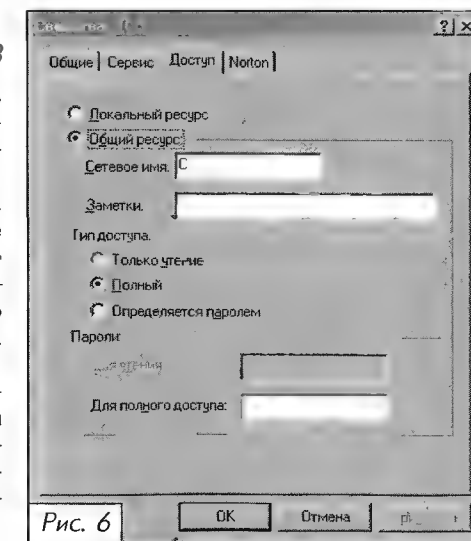 Общие Сервис Доступ Norton
Локальный ресурс
Общий ресурс
Сетевое имя: C
Заметки:
Тип доступа:
Только чтение
Полный
Определяется паролем
Пароли:
чтения
Для полного доступа:
OK Отмена
Рис. 6